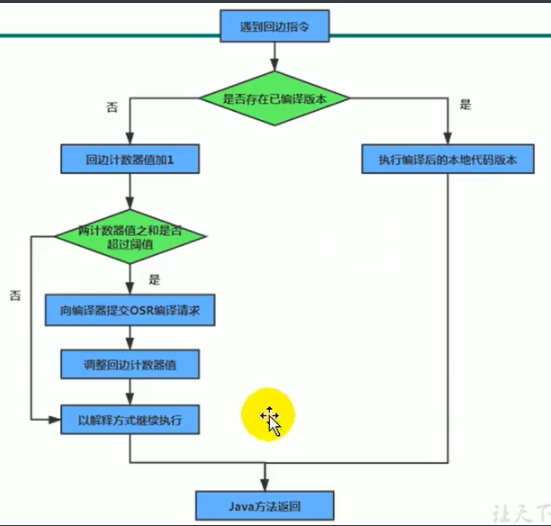 遇到回边指令
是否存在已编译版本
否
是
回边计数器值加1
执行编译后的本地代码版本
两计数器值之和是否
超过阈值
是
否
向编译器提交OSR编译请求
调整回边计数器值
以解释方式继续执行
Java方法返回
让天下